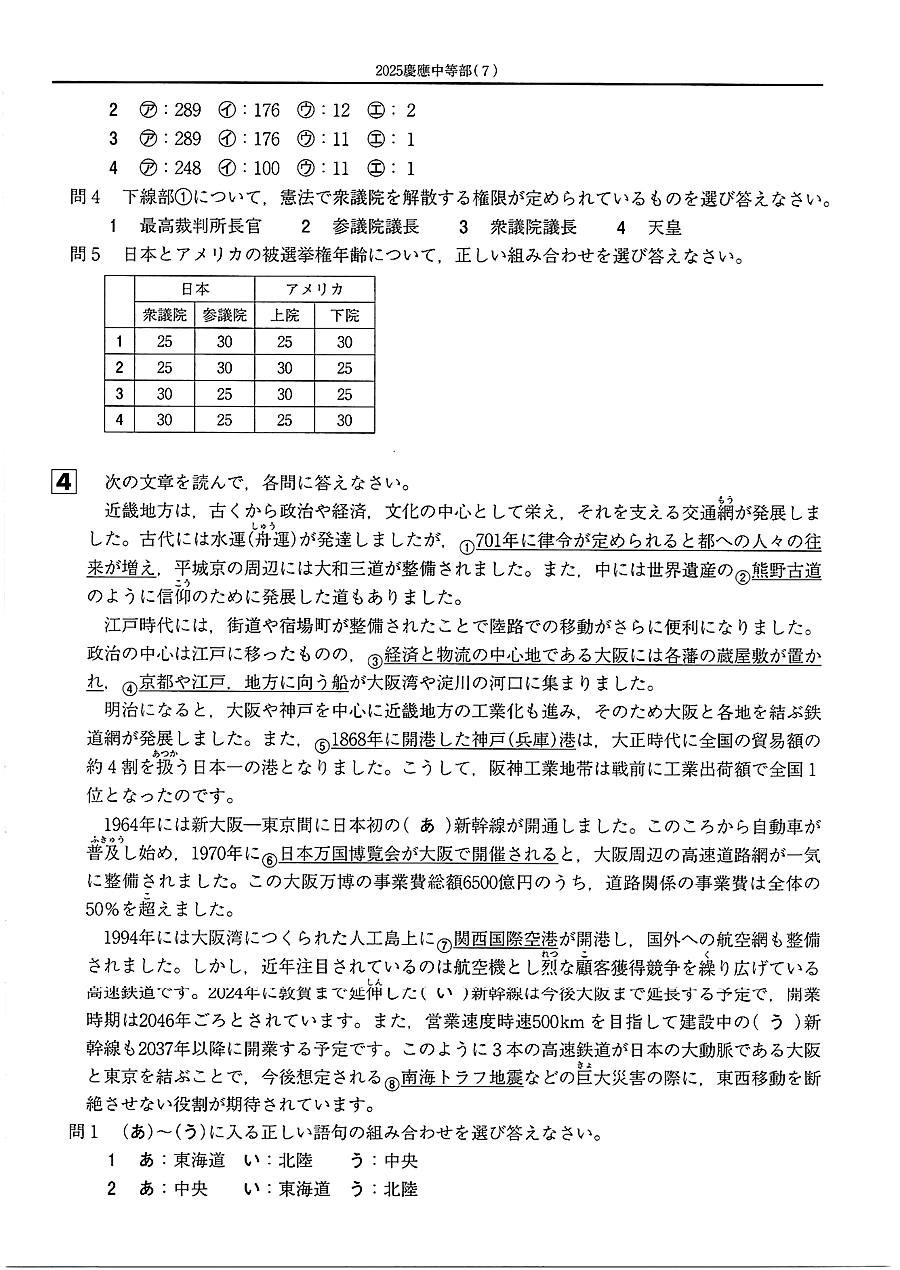 2025慶應中等部(7)
2 ㋐：289 ㋑：176 ㋒：12 ㋓：2
3 ㋐：289 ㋑：176 ㋒：11 ㋓：1
4 ㋐：248 ㋑：100 ㋒：11 ㋓：1
問4 下線部①について，憲法で衆議院を解散する権限が定められているものを選び答えなさい。
1 最高裁判所長官 2 参議院議長 3 衆議院議長 4 天皇
問5 日本とアメリカの被選挙権年齢について，正しい組み合わせを選び答えなさい。
日本 アメリカ
衆議院 参議院 上院 下院
1 25 30 25 30
2 25 30 30 25
3 30 25 30 25
4 30 25 25 30
4 次の文章を読んで，各問に答えなさい。
もう
近畿地方は，古くから政治や経済，文化の中心として栄え，それを支える交通網が発展しま
しゅう
した。古代には水運(舟運)が発達しましたが，①701年に律令が定められると都への人々の往
来が増え，平城京の周辺には大和三道が整備されました。また，中には世界遺産の②熊野古道
こう
のように信仰のために発展した道もありました。
江戸時代には，街道や宿場町が整備されたことで陸路での移動がさらに便利になりました。
政治の中心は江戸に移ったものの，③経済と物流の中心地である大阪には各藩の蔵屋敷が置か
れ，④京都や江戸，地方に向う船が大阪湾や淀川の河口に集まりました。
明治になると，大阪や神戸を中心に近畿地方の工業化も進み，そのため大阪と各地を結ぶ鉄
道網が発展しました。また，⑤1868年に開港した神戸(兵庫)港は，大正時代に全国の貿易額の
あつか
約4割を扱う日本一の港となりました。こうして，阪神工業地帯は戦前に工業出荷額で全国1
位となったのです。
1964年には新大阪―東京間に日本初の( あ )新幹線が開通しました。このころから自動車が
ふきゅう
普及し始め，1970年に⑥日本万国博覧会が大阪で開催されると，大阪周辺の高速道路網が一気
に整備されました。この大阪万博の事業費総額6500億円のうち，道路関係の事業費は全体の
こ
50％を超えました。
1994年には大阪湾につくられた人工島上に⑦関西国際空港が開港し，国外への航空網も整備
れつ こ く
されました。しかし，近年注目されているのは航空機とし烈な顧客獲得競争を繰り広げている
しん
高速鉄道です。2024年に敦賀まで延伸した( い )新幹線は今後大阪まで延長する予定で，開業
時期は2046年ごろとされています。また，営業速度時速500kmを目指して建設中の( う )新
幹線も2037年以降に開業する予定です。このように3本の高速鉄道が日本の大動脈である大阪
きょ
と東京を結ぶことで，今後想定される⑧南海トラフ地震などの巨大災害の際に，東西移動を断
絶させない役割が期待されています。
問1 (あ)～(う)に入る正しい語句の組み合わせを選び答えなさい。
1 あ：東海道 い：北陸 う：中央
2 あ：中央 い：東海道 う：北陸